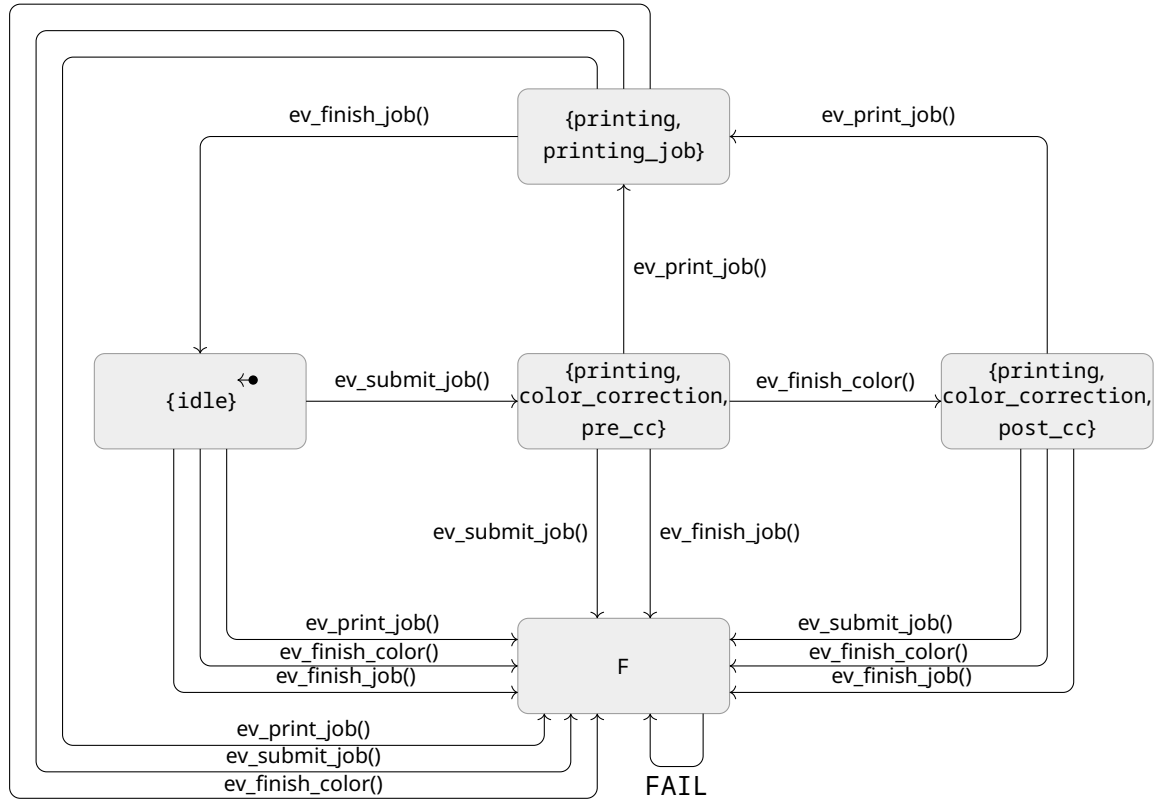 ev_finish_job()
{printing,
printing_job}
ev_print_job()
ev_print_job()
{idle}
ev_submit_job()
{printing,
color_correction,
pre_cc}
ev_finish_color()
{printing,
color_correction,
post_cc}
ev_submit_job()
ev_finish_job()
ev_print_job()
ev_finish_color()
ev_finish_job()
F
ev_submit_job()
ev_finish_color()
ev_finish_job()
ev_print_job()
ev_submit_job()
ev_finish_color()
FAIL